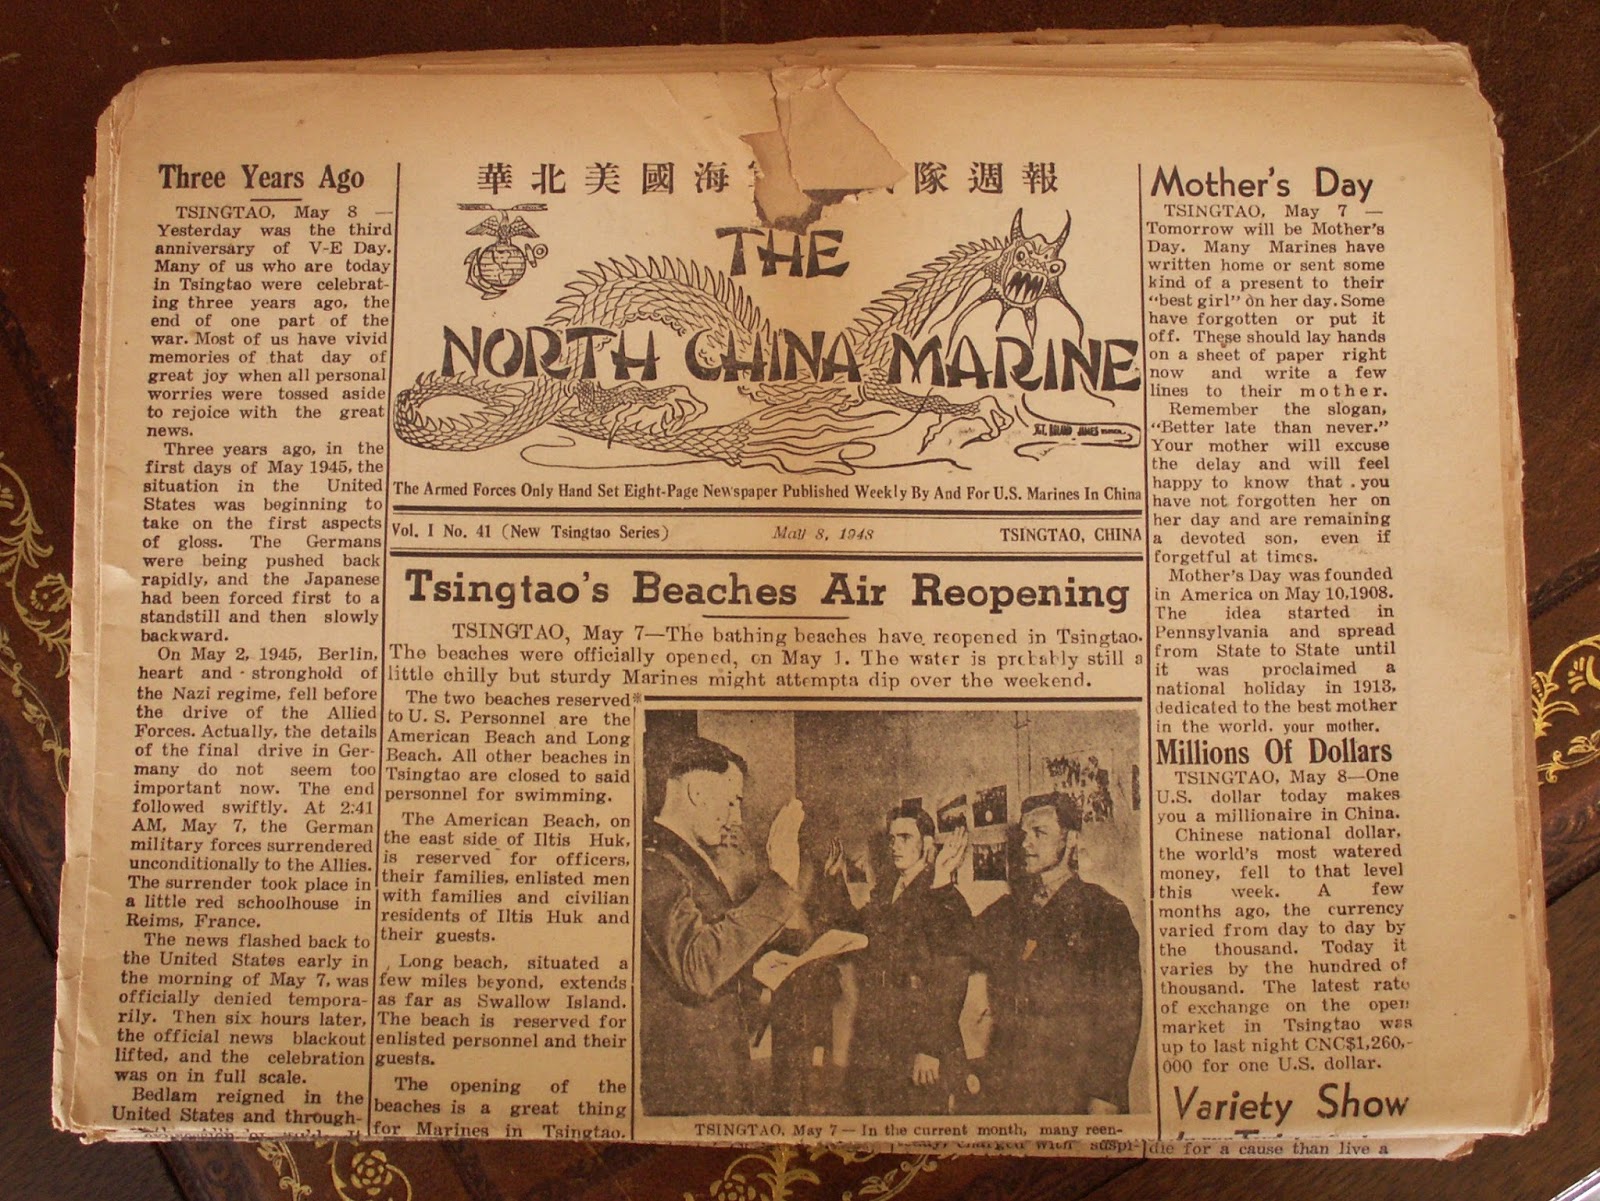 Three Years Ago
TSINGTAO, May 8 —
Yesterday was the third
anniversary of V-E Day.
Many of us who are today
in Tsingtao were celebrat-
ing three years ago, the
end of one part of the
war. Most of us have vivid
memories of that day of
great joy when all personal
worries were tossed aside
to rejoice with the great
news.
Three years ago, in the
first days of May 1945, the
situation in the United
States was beginning to
take on the first aspects
of gloss. The Germans
were being pushed back
rapidly, and the Japanese
had been forced first to a
standstill and then slowly
backward.
On May 2, 1945, Berlin,
heart and stronghold of
the Nazi regime, fell before
the drive of the Allied
Forces. Actually, the details
of the final drive in Ger-
many do not seem too
important now. The end
followed swiftly. At 2:41
AM, May 7, the German
military forces surrendered
unconditionally to the Allies.
The surrender took place in
a little red schoolhouse in
Reims, France.
The news flashed back to
the United States early in
the morning of May 7, was
officially denied tempora-
rily. Then six hours later,
the official news blackout
lifted, and the celebration
was on in full scale.
Bedlam reigned in the
United States and through-
華北美國海 隊週報
THE
NORTH CHINA MARINE
SGT. ROLAND JAMES
The Armed Forces Only Hand Set Eight-Page Newspaper Published Weekly By And For U.S. Marines In China
Vol. I No. 41 (New Tsingtao Series) May 8, 1948 TSINGTAO, CHINA
Tsingtao's Beaches Air Reopening
TSINGTAO, May 7—The bathing beaches have reopened in Tsingtao.
The beaches were officially opened, on May 1. The water is probably still a
little chilly but sturdy Marines might attempta dip over the weekend.
The two beaches reserved*
to U. S. Personnel are the
American Beach and Long
Beach. All other beaches in
Tsingtao are closed to said
personnel for swimming.
The American Beach, on
the east side of Iltis Huk,
is reserved for officers,
their families, enlisted men
with families and civilian
residents of Iltis Huk and
their guests.
Long beach, situated a
few miles beyond, extends
as far as Swallow Island.
The beach is reserved for
enlisted personnel and their
guests.
The opening of the
beaches is a great thing
for Marines in Tsingtao.
TSINGTAO, May 7 — In the current month, many reen-
Mother's Day
TSINGTAO, May 7 —
Tomorrow will be Mother's
Day. Many Marines have
written home or sent some
kind of a present to their
"best girl" on her day. Some
have forgotten or put it
off. These should lay hands
on a sheet of paper right
now and write a few
lines to their mother.
Remember the slogan,
"Better late than never."
Your mother will excuse
the delay and will feel
happy to know that . you
have not forgotten her on
her day and are remaining
a devoted son, even if
forgetful at times.
Mother's Day was founded
in America on May 10, 1908.
The idea started in
Pennsylvania and spread
from State to State until
it was proclaimed a
national holiday in 1913,
dedicated to the best mother
in the world. your mother.
Millions Of Dollars
TSINGTAO, May 8—One
U.S. dollar today makes
you a millionaire in China.
Chinese national dollar,
the world's most watered
money, fell to that level
this week. A few
months ago, the currency
varied from day to day by
the thousand. Today it
varies by the hundred of
thousand. The latest rate
of exchange on the open
market in Tsingtao was
up to last night CNC$1,260,-
000 for one U.S. dollar.
Variety Show
charged with suspi-
die for a cause than live a